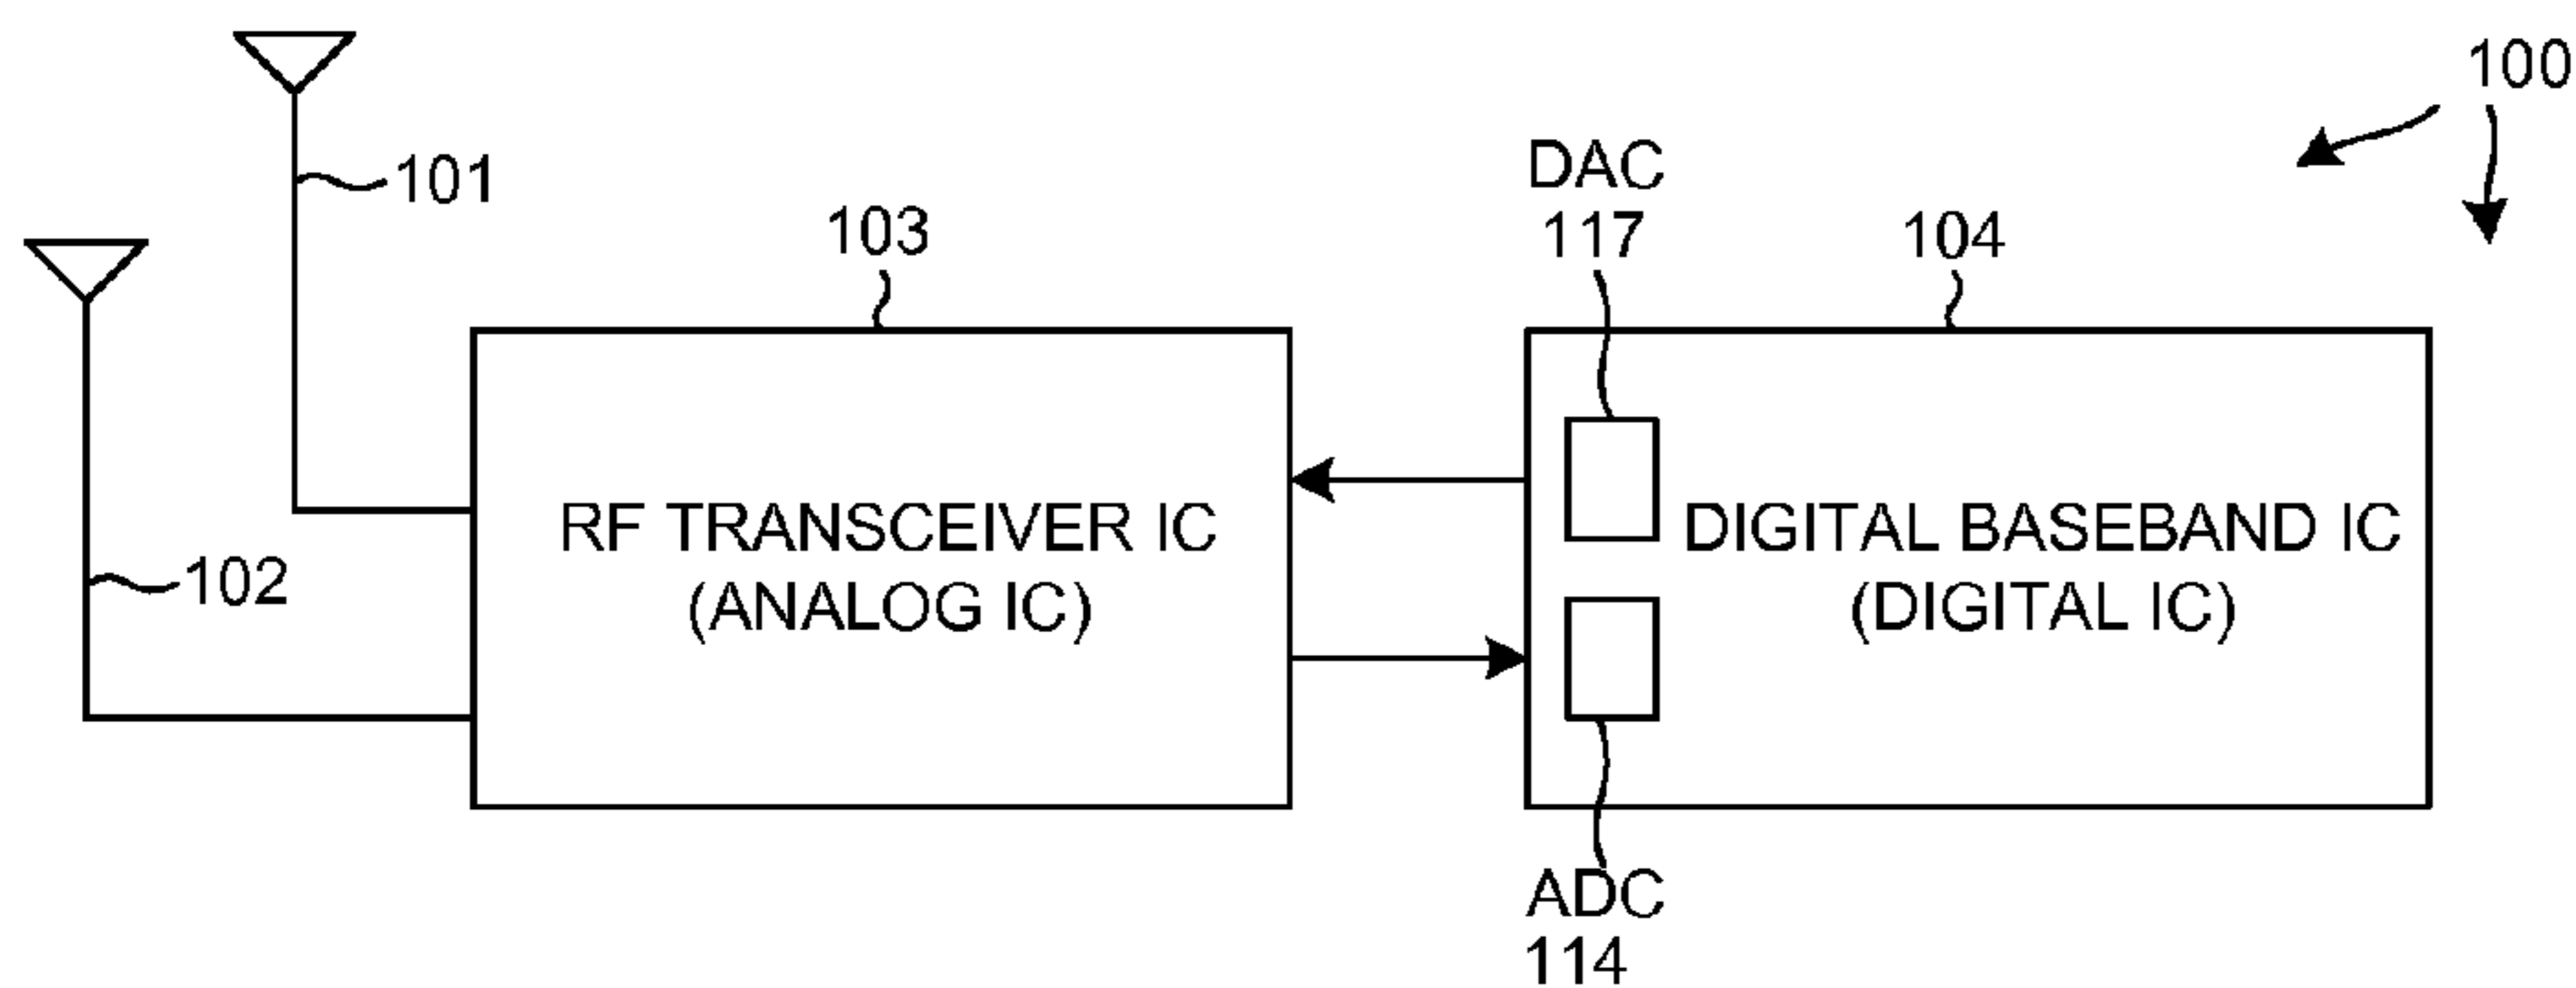 100
DAC
117
101
103
104
RF TRANSCEIVER IC
(ANALOG IC)
DIGITAL BASEBAND IC
(DIGITAL IC)
102
ADC
114